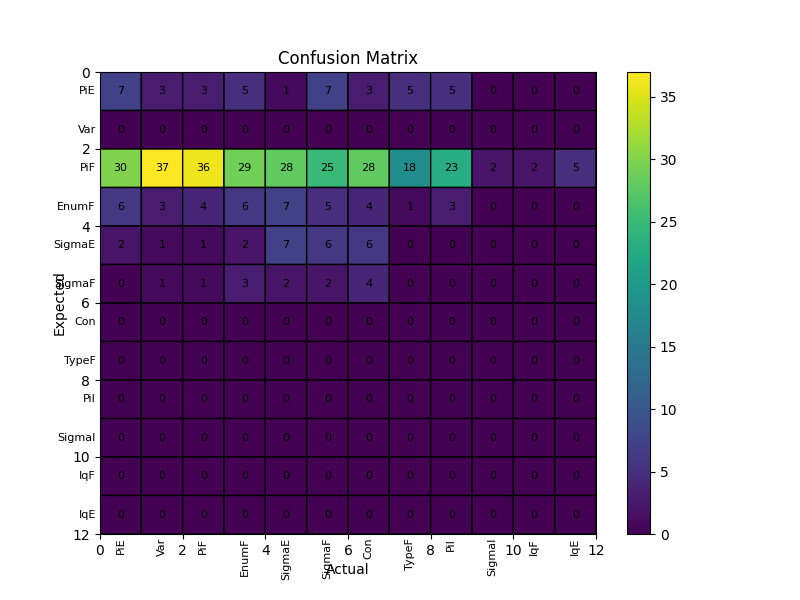 Confusion Matrix
0
PiE 7 3 3 5 1 7 3 5 5 0 0 0
Var 0 0 0 0 0 0 0 0 0 0 0 0
2
PiF 30 37 36 29 28 25 28 18 23 2 2 5
EnumF 6 3 4 6 7 5 4 1 3 0 0 0
4
SigmaE 2 1 1 2 7 6 6 0 0 0 0 0
SigmaF 0 1 1 3 2 2 4 0 0 0 0 0
Expected
6
Con 0 0 0 0 0 0 0 0 0 0 0 0
TypeF 0 0 0 0 0 0 0 0 0 0 0 0
8
PiI 0 0 0 0 0 0 0 0 0 0 0 0
SigmaI 0 0 0 0 0 0 0 0 0 0 0 0
10
IqF 0 0 0 0 0 0 0 0 0 0 0 0
IqE 0 0 0 0 0 0 0 0 0 0 0 0
12
0 2 4 6 8 10 12
PiE Var PiF EnumF SigmaE SigmaF Con TypeF PiI SigmaI IqF IqE
Actual
35
30
25
20
15
10
5
0